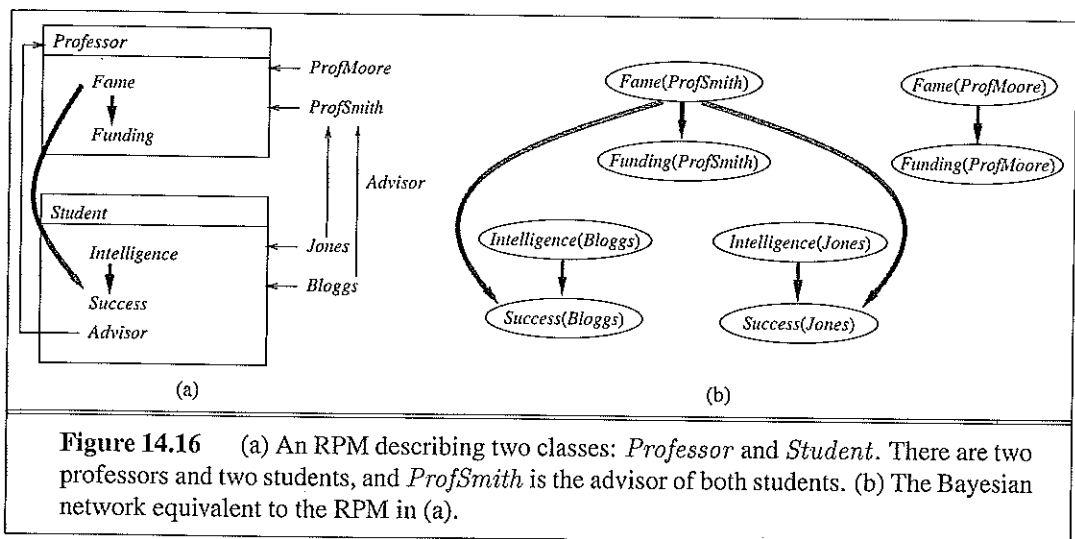 Professor
Fame
Funding
ProfMoore
ProfSmith
Advisor
Student
Intelligence
Success
Advisor
Jones
Bloggs
(a)
Fame(ProfSmith)
Fame(ProfMoore)
Funding(ProfSmith)
Funding(ProfMoore)
Intelligence(Bloggs)
Intelligence(Jones)
Success(Bloggs)
Success(Jones)
(b)
Figure 14.16 (a) An RPM describing two classes: Professor and Student. There are two
professors and two students, and ProfSmith is the advisor of both students. (b) The Bayesian
network equivalent to the RPM in (a).